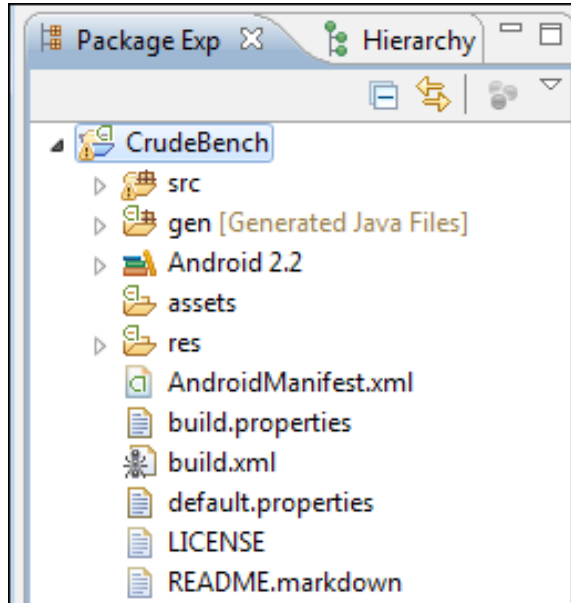 Package Exp Hierarchy
CrudeBench
src
gen [Generated Java Files]
Android 2.2
assets
res
AndroidManifest.xml
build.properties
build.xml
default.properties
LICENSE
README.markdown